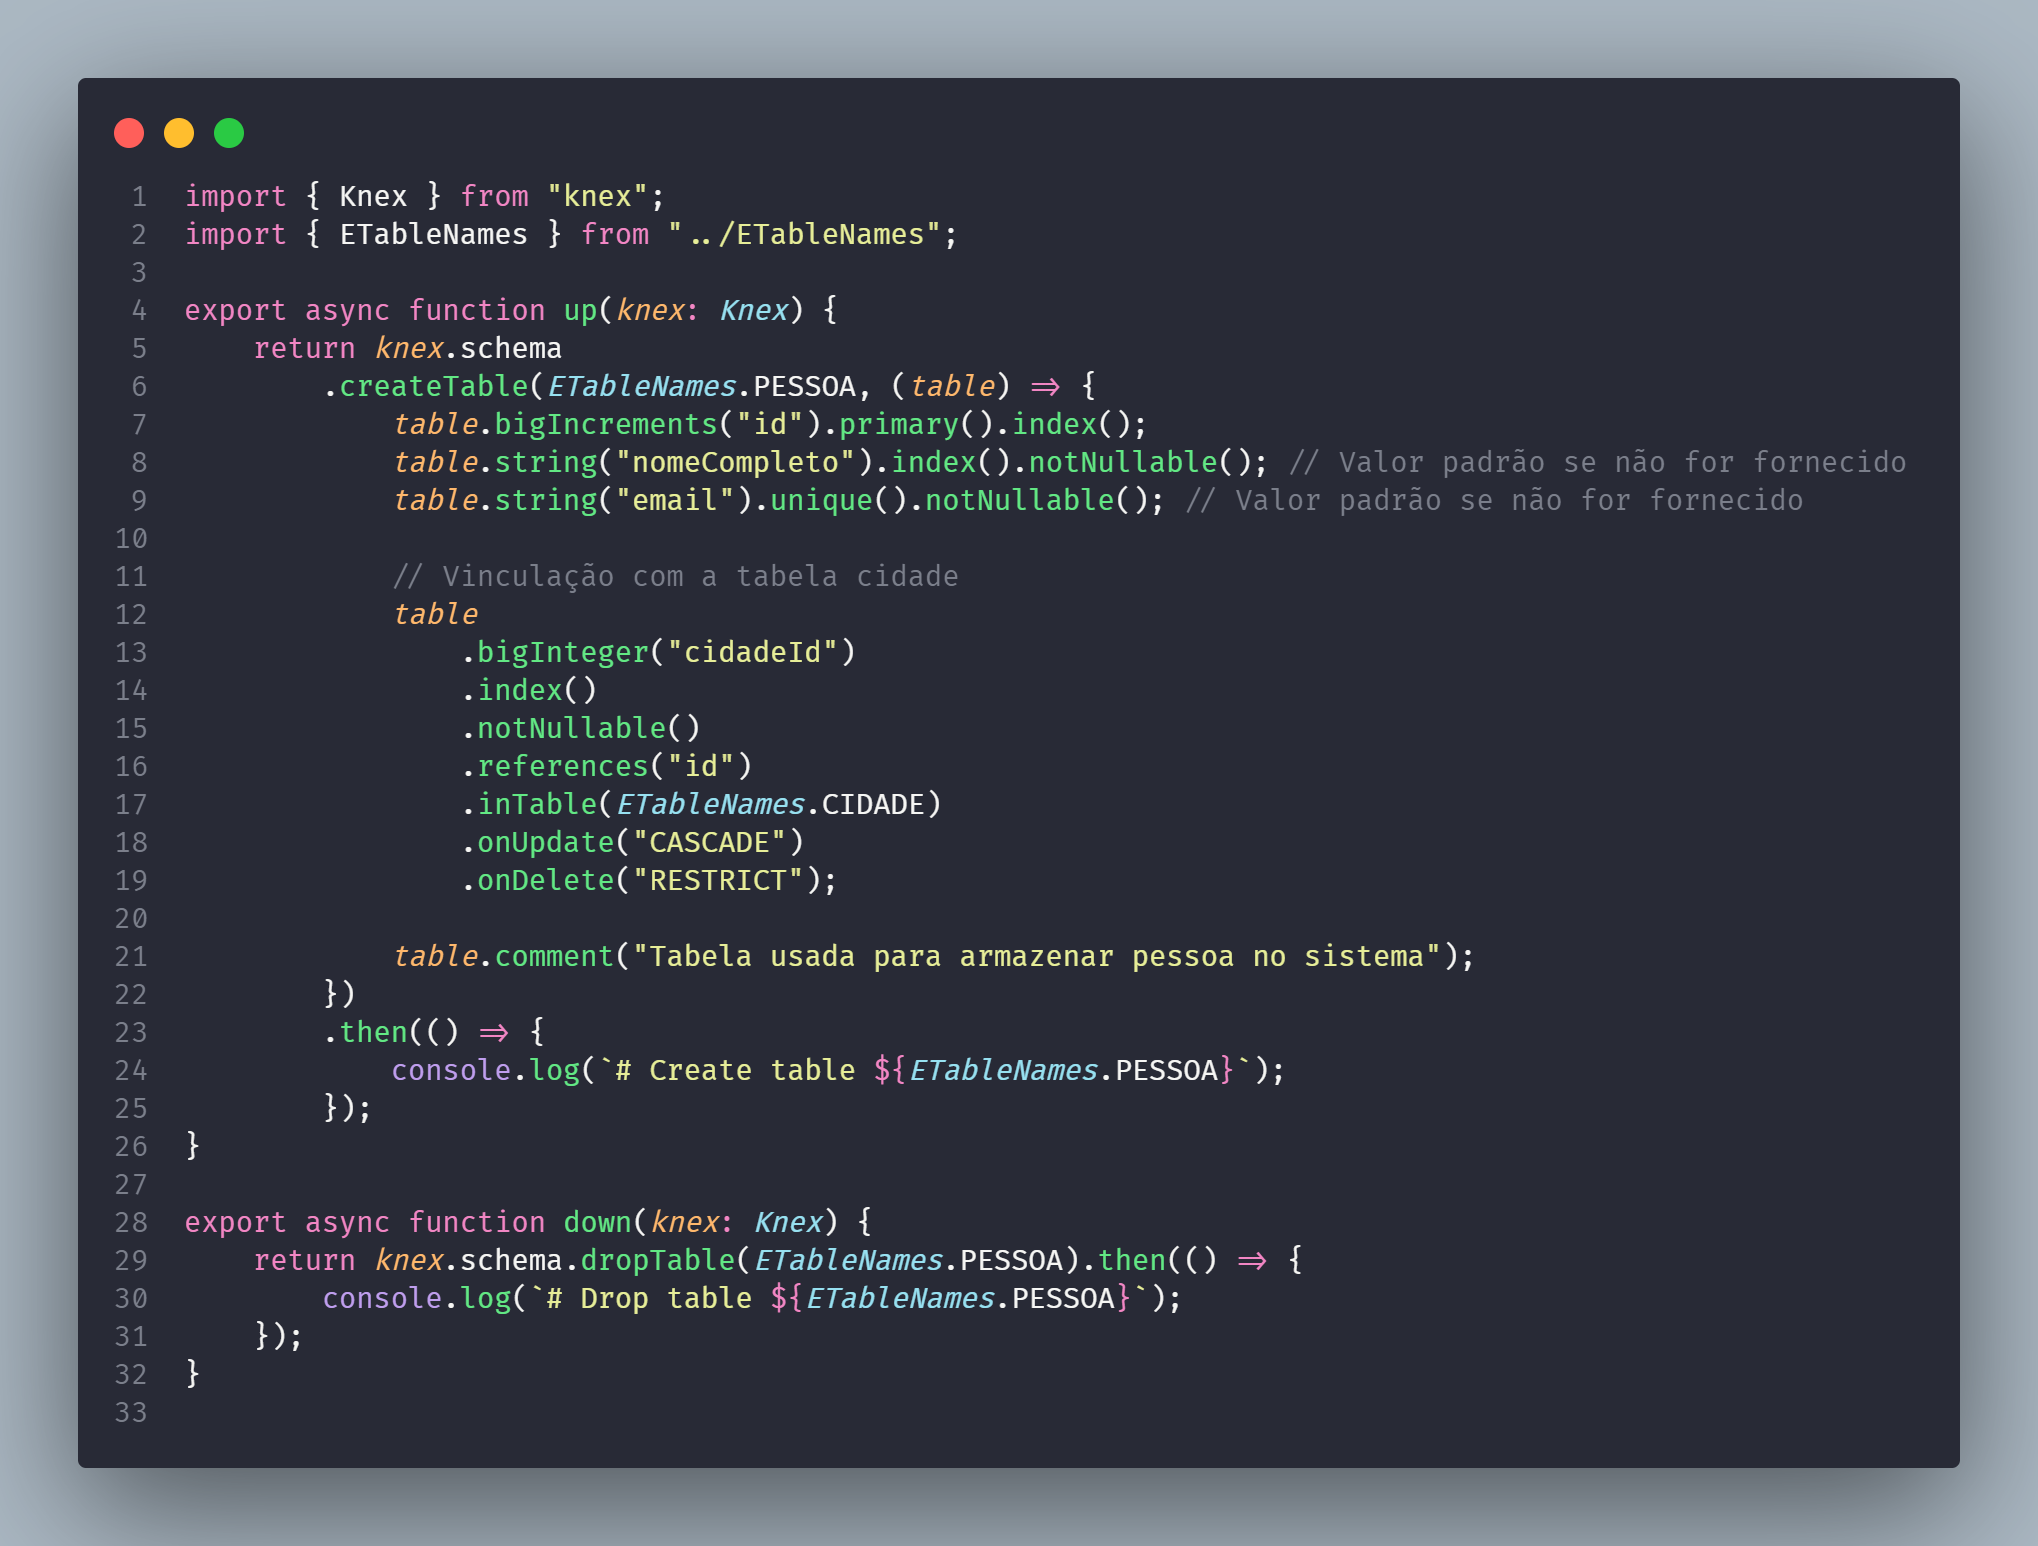 1 import { Knex } from "knex";
2 import { ETableNames } from "../ETableNames";
3
4 export async function up(knex: Knex) {
5     return knex.schema
6         .createTable(ETableNames.PESSOA, (table) => {
7             table.bigIncrements("id").primary().index();
8             table.string("nomeCompleto").index().notNullable(); // Valor padrão se não for fornecido
9             table.string("email").unique().notNullable(); // Valor padrão se não for fornecido
10
11             // Vinculação com a tabela cidade
12             table
13                 .bigInteger("cidadeId")
14                 .index()
15                 .notNullable()
16                 .references("id")
17                 .inTable(ETableNames.CIDADE)
18                 .onUpdate("CASCADE")
19                 .onDelete("RESTRICT");
20
21             table.comment("Tabela usada para armazenar pessoa no sistema");
22         })
23         .then(() => {
24             console.log(`# Create table ${ETableNames.PESSOA}`);
25         });
26 }
27
28 export async function down(knex: Knex) {
29     return knex.schema.dropTable(ETableNames.PESSOA).then(() => {
30         console.log(`# Drop table ${ETableNames.PESSOA}`);
31     });
32 }
33